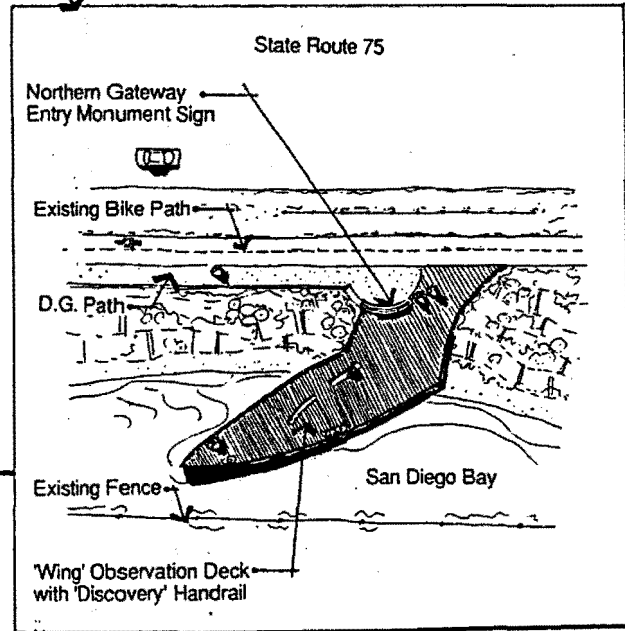 State Route 75
Northern Gateway
Entry Monument Sign
Existing Bike Path
D.G. Path
San Diego Bay
Existing Fence
'Wing' Observation Deck
with 'Discovery' Handrail